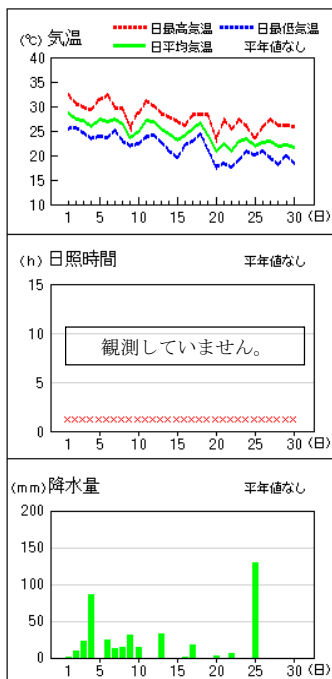 日最高気温 日最低気温
(℃) 気温 日平均気温 平年値なし
40
35
30
25
20
15
10
1 5 10 15 20 25 30 (日)
(h) 日照時間 平年値なし
15
10
観測していません。
5
0
1 5 10 15 20 25 30 (日)
(mm) 降水量 平年値なし
200
150
100
50
0
1 5 10 15 20 25 30 (日)